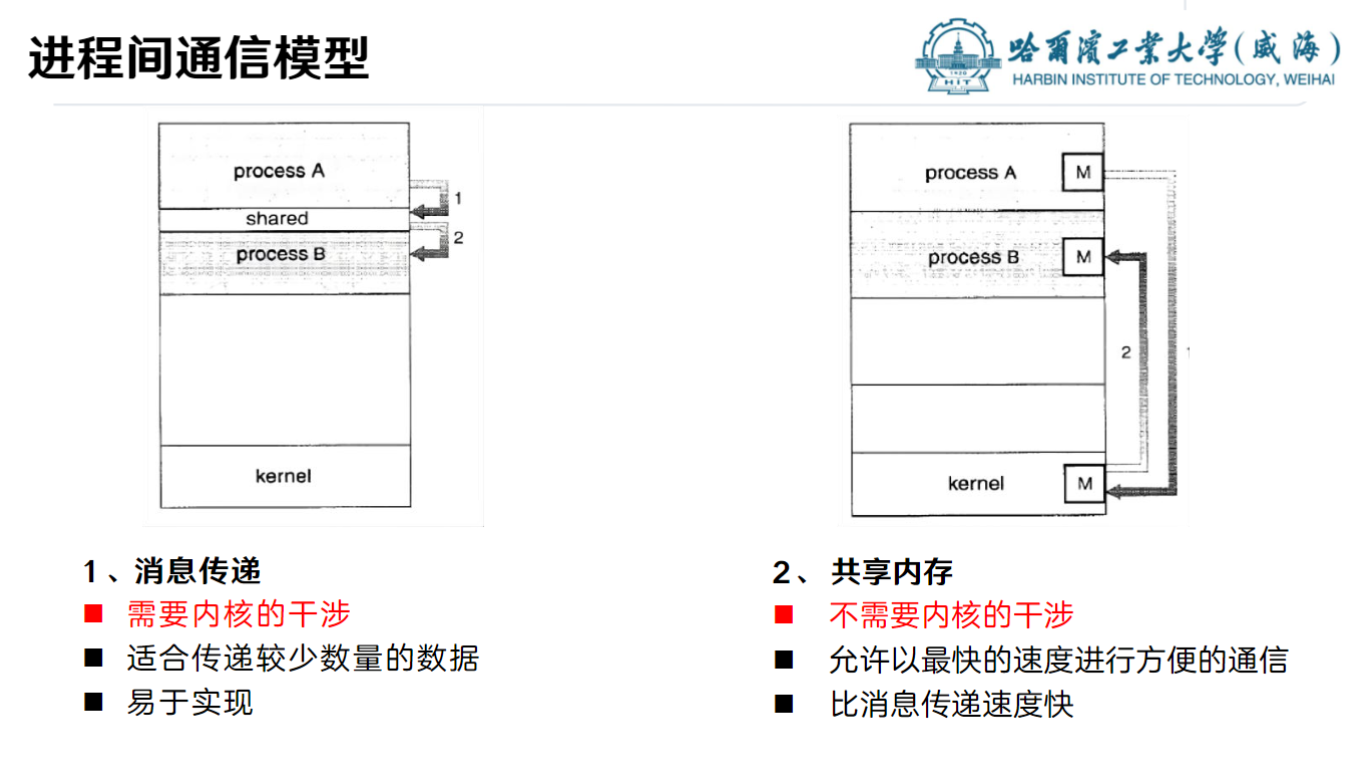 进程间通信模型
哈爾濱工業大學(威海)
HARBIN INSTITUTE OF TECHNOLOGY, WEIHAI
1920
HIT
process A
1
shared
2
process B
kernel
process A
M
process B
M
2
1
kernel
M
1、消息传递
■ 需要内核的干涉
■ 适合传递较少数量的数据
■ 易于实现
2、 共享内存
■ 不需要内核的干涉
■ 允许以最快的速度进行方便的通信
■ 比消息传递速度快